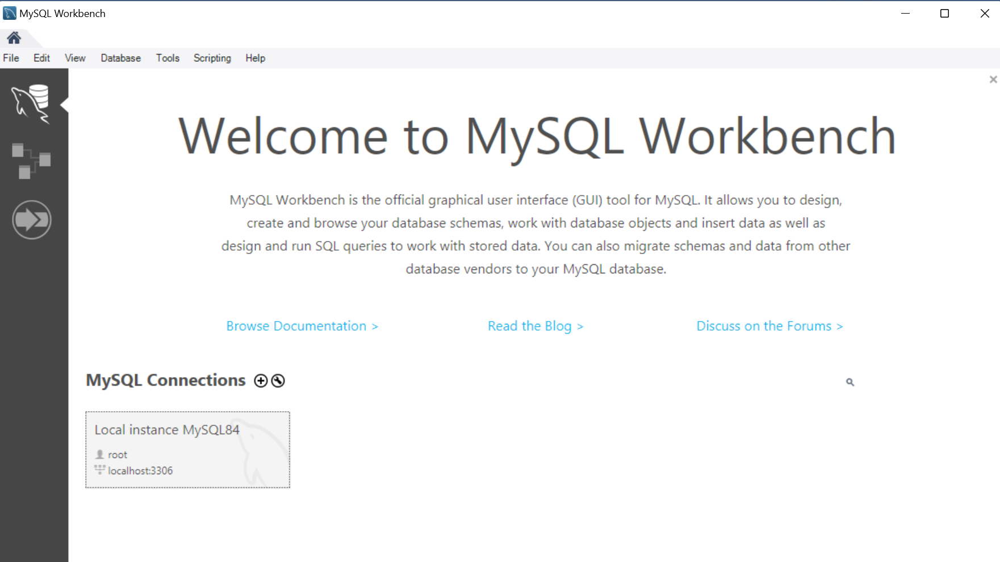 MySQL Workbench
File Edit View Database Tools Scripting Help
Welcome to MySQL Workbench
MySQL Workbench is the official graphical user interface (GUI) tool for MySQL. It allows you to design,
create and browse your database schemas, work with database objects and insert data as well as
design and run SQL queries to work with stored data. You can also migrate schemas and data from other
database vendors to your MySQL database.
Browse Documentation > Read the Blog > Discuss on the Forums >
MySQL Connections
Local instance MySQL84
root
localhost:3306